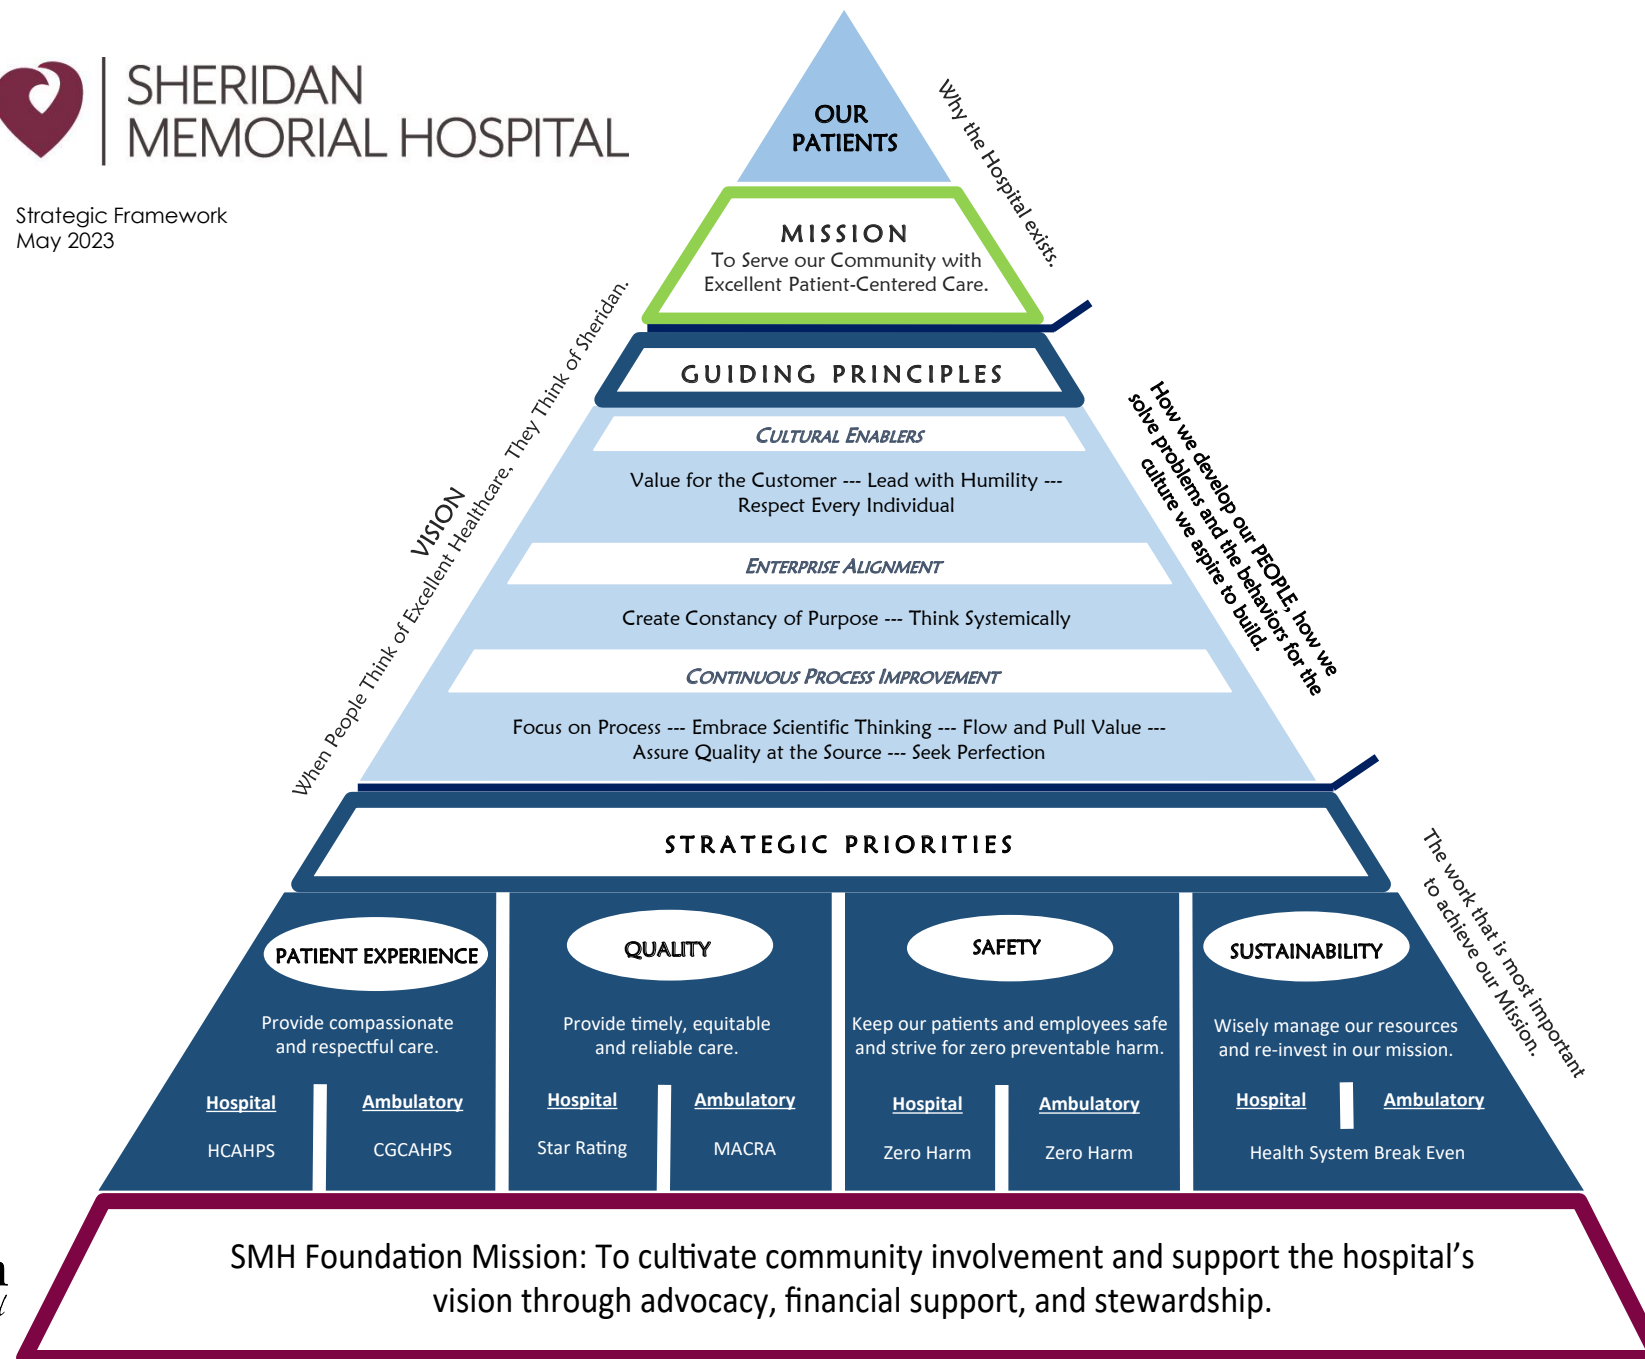 SHERIDAN
MEMORIAL HOSPITAL
Strategic Framework
May 2023
OUR
PATIENTS
Why the Hospital exists.
MISSION
To Serve our Community with
Excellent Patient-Centered Care.
VISION
When People Think of Excellent Healthcare, They Think of Sheridan.
GUIDING PRINCIPLES
How we develop our PEOPLE, how we
solve problems and the behaviors for the
culture we aspire to build.
CULTURAL ENABLERS
Value for the Customer --- Lead with Humility ---
Respect Every Individual
ENTERPRISE ALIGNMENT
Create Constancy of Purpose --- Think Systemically
CONTINUOUS PROCESS IMPROVEMENT
Focus on Process --- Embrace Scientific Thinking --- Flow and Pull Value ---
Assure Quality at the Source --- Seek Perfection
STRATEGIC PRIORITIES
The work that is most important
to achieve our Mission.
PATIENT EXPERIENCE
Provide compassionate
and respectful care.
Hospital
HCAHPS
Ambulatory
CGCAHPS
QUALITY
Provide timely, equitable
and reliable care.
Hospital
Star Rating
Ambulatory
MACRA
SAFETY
Keep our patients and employees safe
and strive for zero preventable harm.
Hospital
Zero Harm
Ambulatory
Zero Harm
SUSTAINABILITY
Wisely manage our resources
and re-invest in our mission.
Hospital
Ambulatory
Health System Break Even
SMH Foundation Mission: To cultivate community involvement and support the hospital’s
vision through advocacy, financial support, and stewardship.